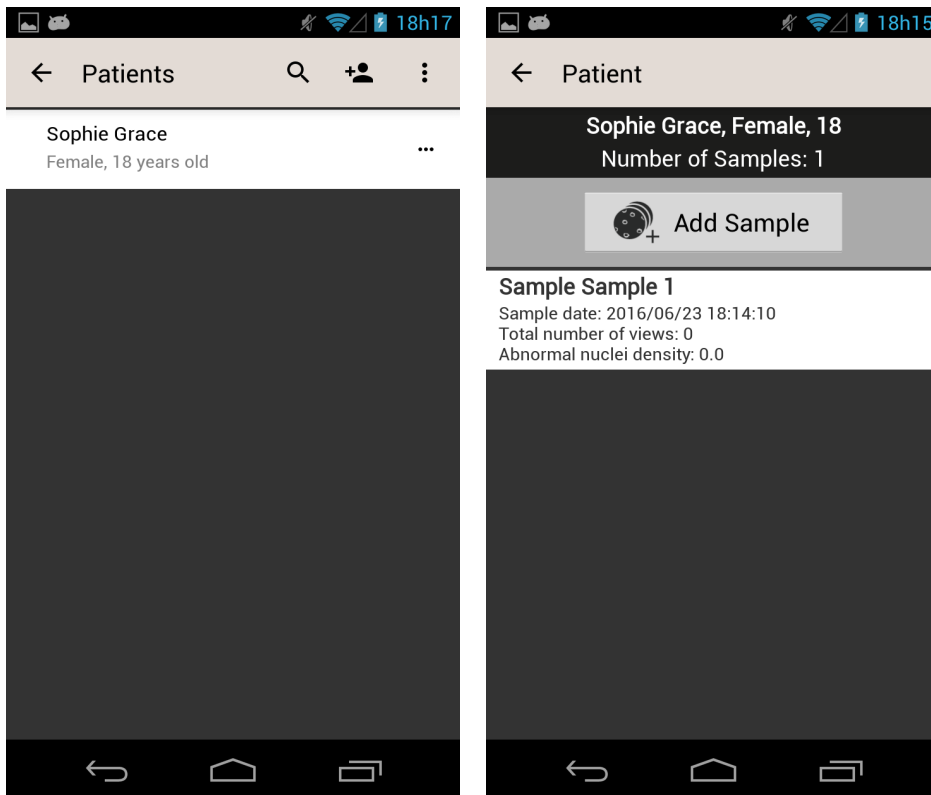 18h17
Patients
Sophie Grace
Female, 18 years old
18h15
Patient
Sophie Grace, Female, 18
Number of Samples: 1
Add Sample
Sample Sample 1
Sample date: 2016/06/23 18:14:10
Total number of views: 0
Abnormal nuclei density: 0.0